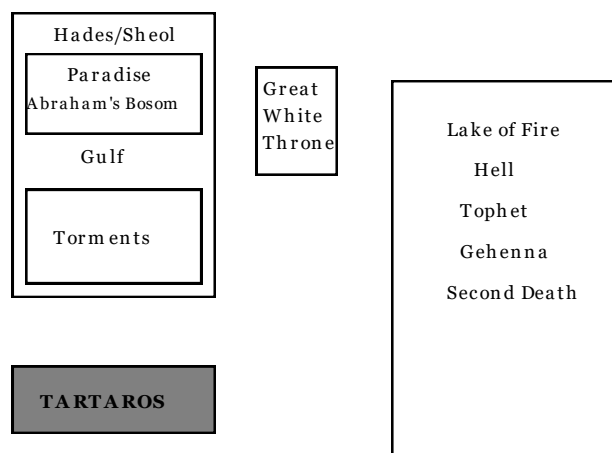 Hades/Sheol
Paradise
Abraham's Bosom
Gulf
Torments
TARTAROS
Great
White
Throne
Lake of Fire
Hell
Tophet
Gehenna
Second Death